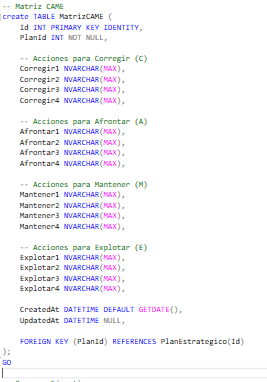 -- Matriz CAME
create TABLE MatrizCAME (
Id INT PRIMARY KEY IDENTITY,
PlanId INT NOT NULL,
-- Acciones para Corregir (C)
Corregir1 NVARCHAR(MAX),
Corregir2 NVARCHAR(MAX),
Corregir3 NVARCHAR(MAX),
Corregir4 NVARCHAR(MAX),
-- Acciones para Afrontar (A)
Afrontar1 NVARCHAR(MAX),
Afrontar2 NVARCHAR(MAX),
Afrontar3 NVARCHAR(MAX),
Afrontar4 NVARCHAR(MAX),
-- Acciones para Mantener (M)
Mantener1 NVARCHAR(MAX),
Mantener2 NVARCHAR(MAX),
Mantener3 NVARCHAR(MAX),
Mantener4 NVARCHAR(MAX),
-- Acciones para Explotar (E)
Explotar1 NVARCHAR(MAX),
Explotar2 NVARCHAR(MAX),
Explotar3 NVARCHAR(MAX),
Explotar4 NVARCHAR(MAX),
CreatedAt DATETIME DEFAULT GETDATE(),
UpdatedAt DATETIME NULL,
FOREIGN KEY (PlanId) REFERENCES PlanEstrategico(Id)
);
GO